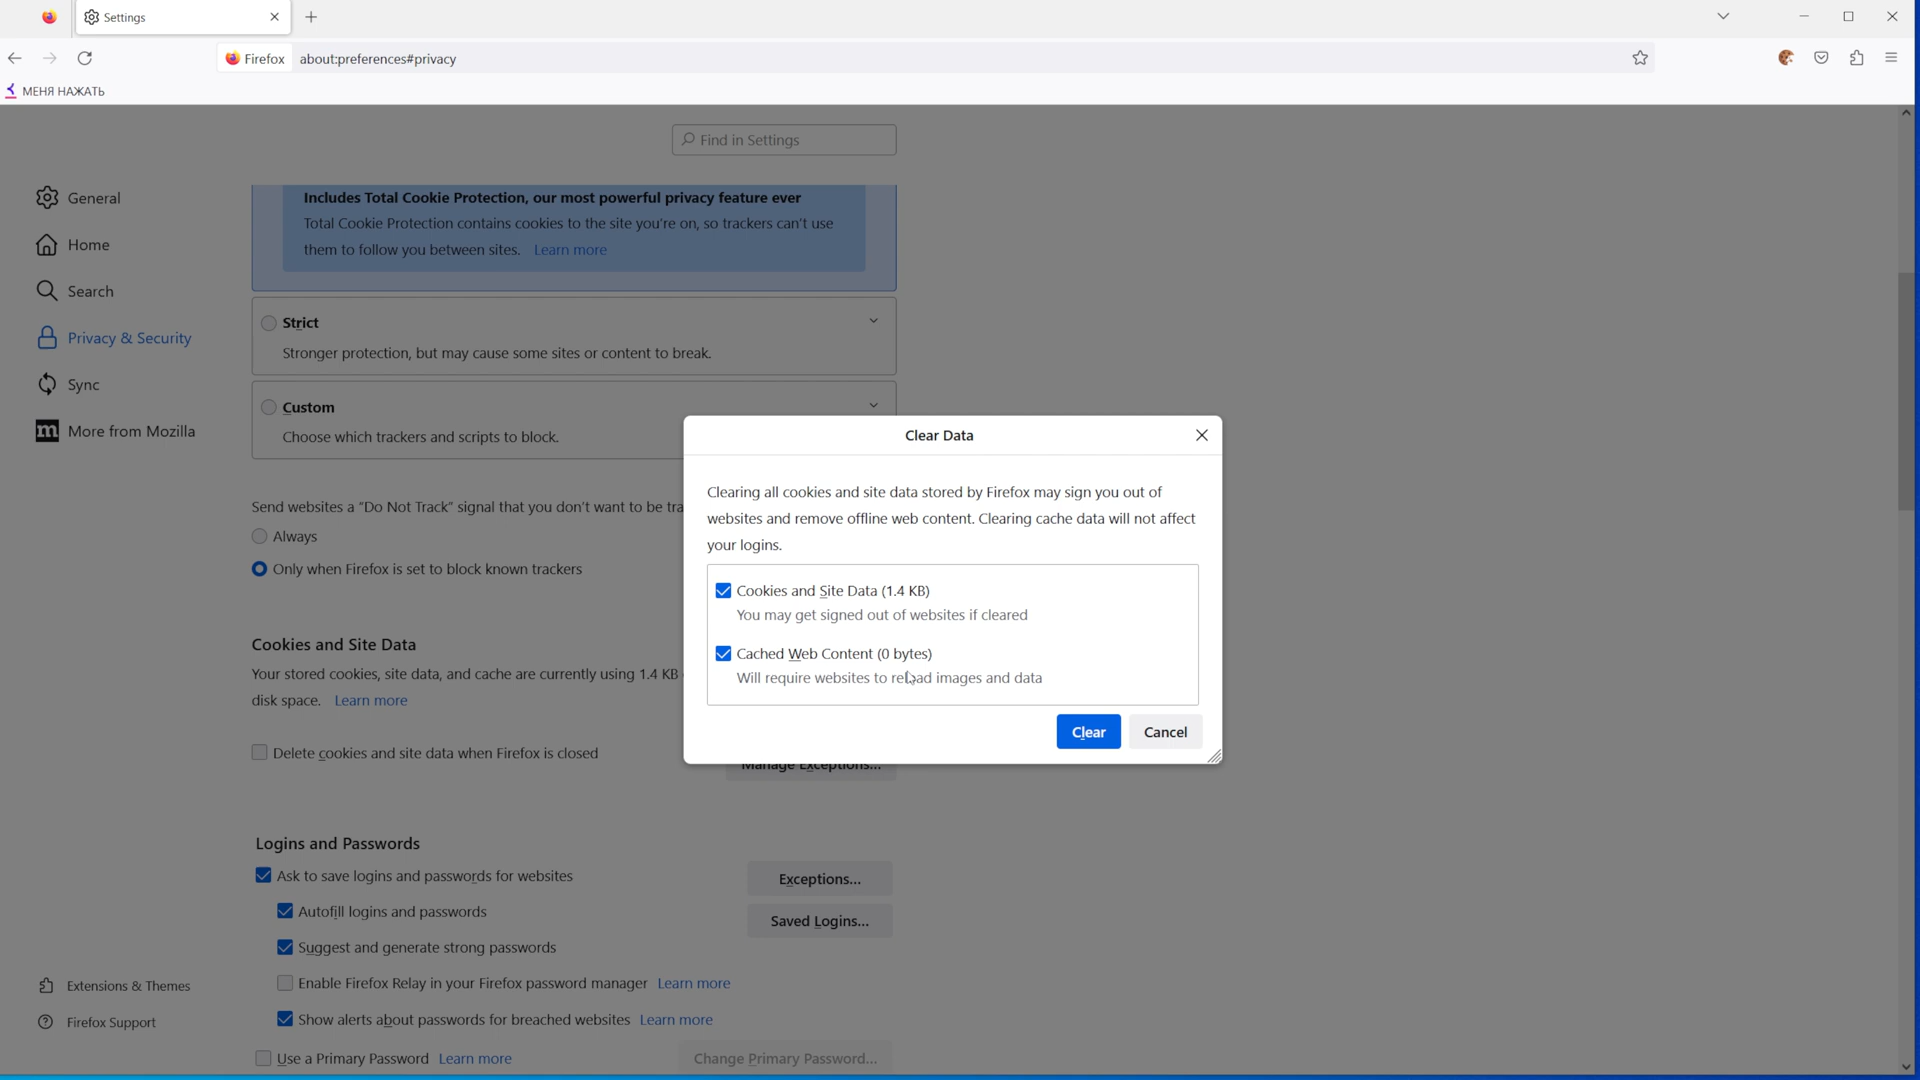 Settings
Firefox
about:preferences#privacy
МЕНЯ НАЖАТЬ
Find in Settings
General
Home
Search
Privacy & Security
Sync
More from Mozilla
Extensions & Themes
Firefox Support
Includes Total Cookie Protection, our most powerful privacy feature ever
Total Cookie Protection contains cookies to the site you're on, so trackers can't use
them to follow you between sites. Learn more
Strict
Stronger protection, but may cause some sites or content to break.
Custom
Choose which trackers and scripts to block.
Send websites a “Do Not Track” signal that you don’t want to be tra
Always
Only when Firefox is set to block known trackers
Cookies and Site Data
Your stored cookies, site data, and cache are currently using 1.4 KB
disk space. Learn more
Delete cookies and site data when Firefox is closed
Manage Exceptions...
Clear Data
Clearing all cookies and site data stored by Firefox may sign you out of
websites and remove offline web content. Clearing cache data will not affect
your logins.
Cookies and Site Data (1.4 KB)
You may get signed out of websites if cleared
Cached Web Content (0 bytes)
Will require websites to reload images and data
Clear
Cancel
Logins and Passwords
Ask to save logins and passwords for websites
Exceptions...
Autofill logins and passwords
Saved Logins...
Suggest and generate strong passwords
Enable Firefox Relay in your Firefox password manager Learn more
Show alerts about passwords for breached websites Learn more
Use a Primary Password Learn more
Change Primary Password...